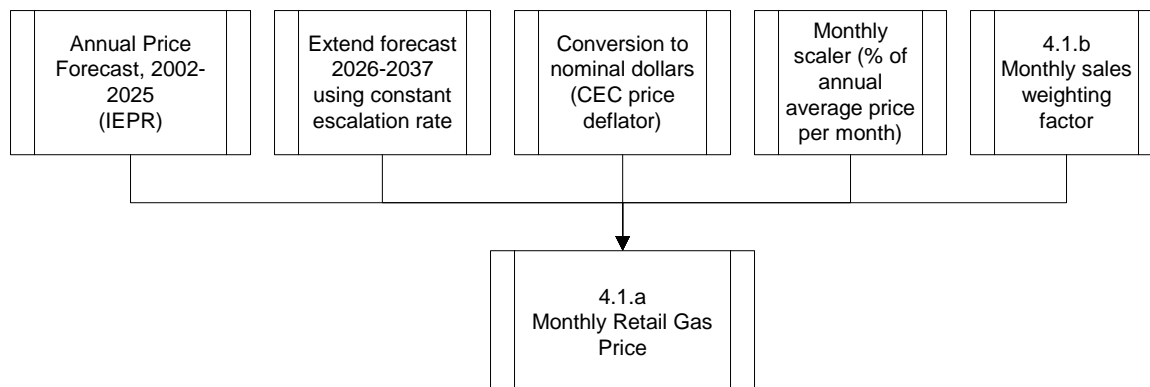 Annual Price
Forecast, 2002-
2025
(IEPR)
Extend forecast
2026-2037
using constant
escalation rate
Conversion to
nominal dollars
(CEC price
deflator)
Monthly
scaler (% of
annual
average price
per month)
4.1.b
Monthly sales
weighting
factor
4.1.a
Monthly Retail Gas
Price